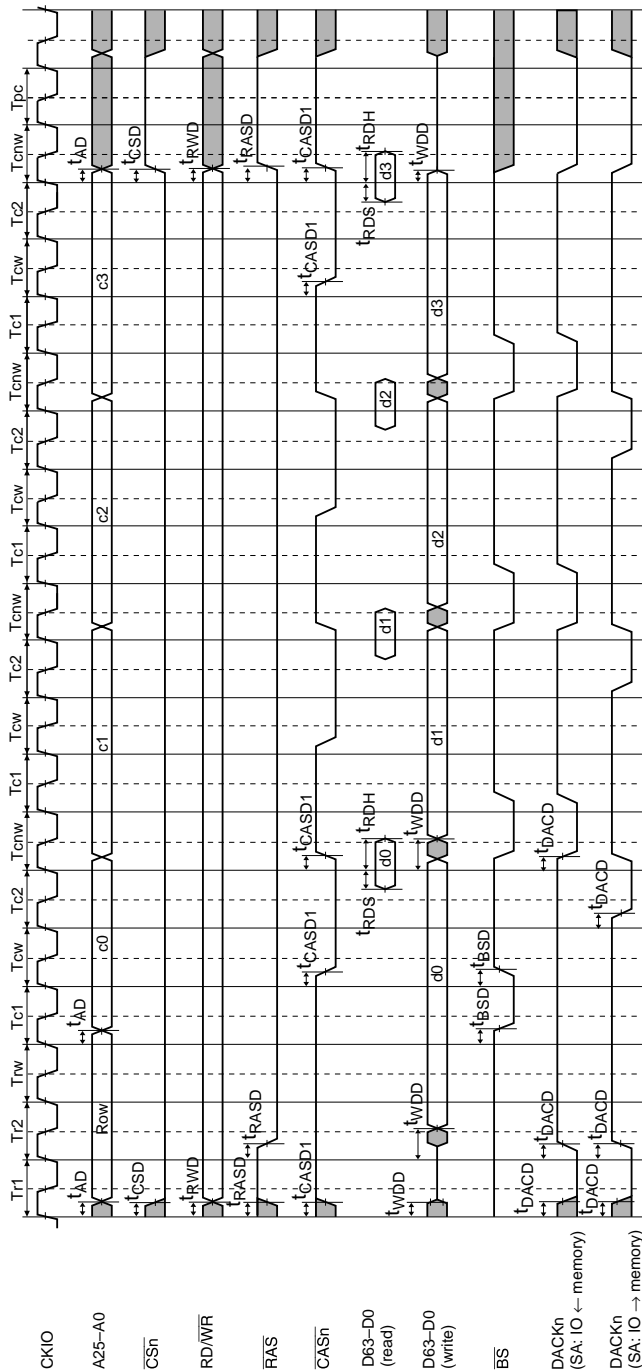 Tr1 Tr2 Trw Tc1 Tcw Tc2 Tcnw Tc1 Tcw Tc2 Tcnw Tc1 Tcw Tc2 Tcnw Tc1 Tcw Tc2 Tcnw Tpc
CKIO
tAD tAD tAD
A25–A0 Row c0 c1 c2 c3
tCSD tCSD
CSn
tRWD tRWD
RD/WR
tRASD tRASD tRASD
RAS
tCASD1 tCASD1 tCASD1 tCASD1 tCASD1
CASn
tRDS tRDH tRDS tRDH
D63–D0 d0 d1 d2 d3
(read)
tWDD tWDD tWDD tWDD
D63–D0 d0 d1 d2 d3
(write)
tBSD tBSD
BS
tDACD tDACD tDACD
DACKn
(SA: IO ← memory)
tDACD tDACD tDACD
DACKn
(SA: IO → memory)